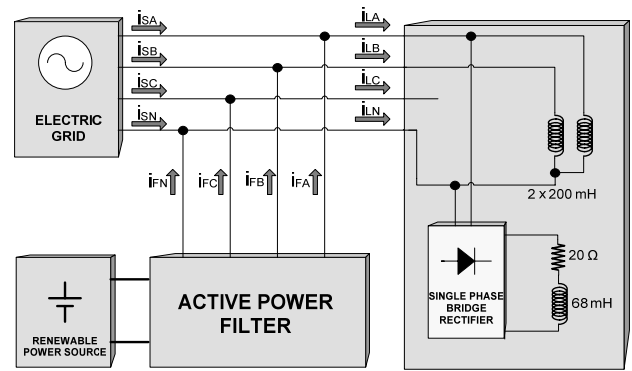 iSA
iSB
iSC
iSN
iLA
iLB
iLC
iLN
ELECTRIC
GRID
iFN
iFC
iFB
iFA
2 x 200 mH
20 Ω
68 mH
SINGLE PHASE
BRIDGE
RECTIFIER
ACTIVE POWER
FILTER
RENEWABLE
POWER SOURCE